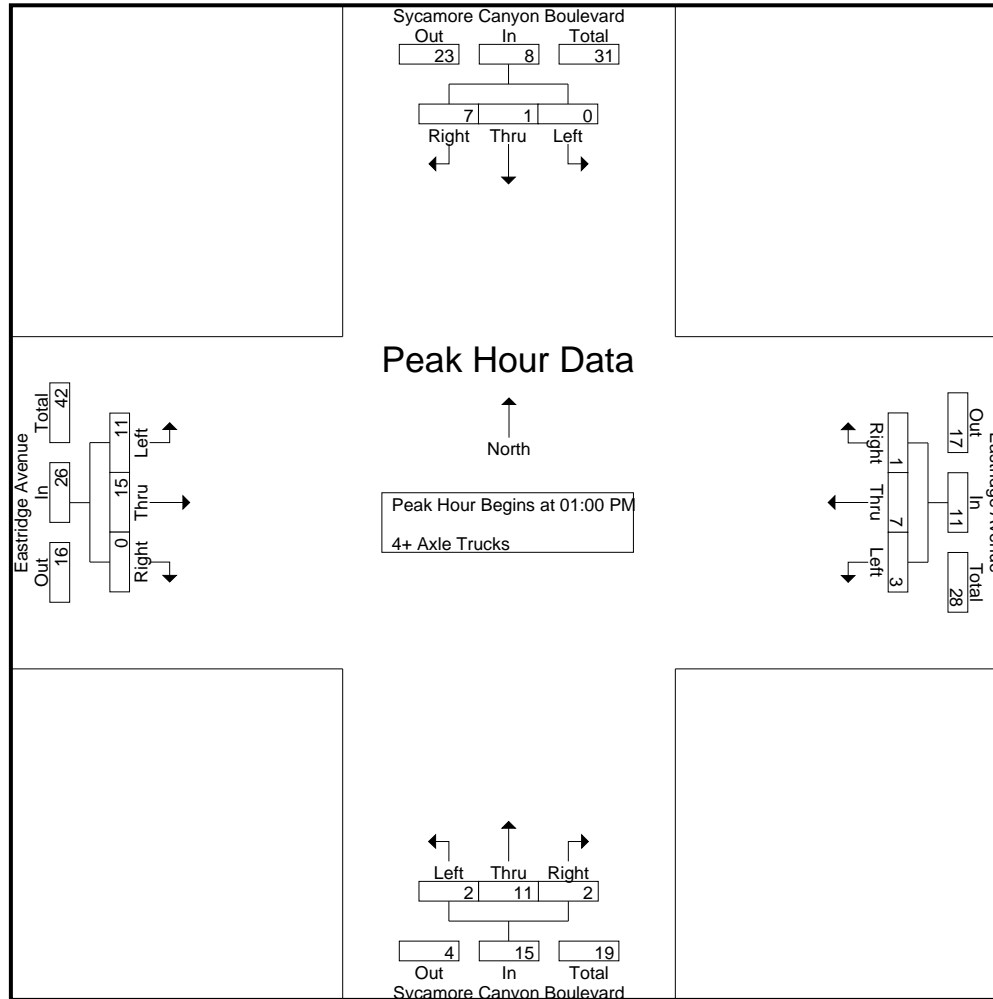 Sycamore Canyon Boulevard
Out In Total
23 8 31
7 1 0
Right Thru Left
Peak Hour Data
North
Peak Hour Begins at 01:00 PM
4+ Axle Trucks
Eastridge Avenue
Total In Out
42 26 16
11 15 0
Left Thru Right
Right Thru Left
1 7 3
Out In Total
17 11 28
Left Thru Right
2 11 2
4 15 19
Out In Total
Sycamore Canyon Boulevard